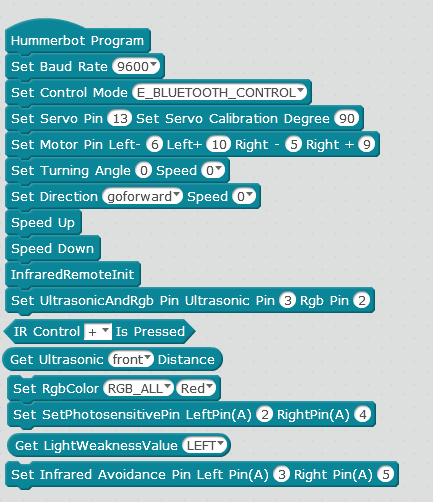 Hummerbot Program
Set Baud Rate 9600
Set Control Mode E_BLUETOOTH_CONTROL
Set Servo Pin 13 Set Servo Calibration Degree 90
Set Motor Pin Left- 6 Left+ 10 Right - 5 Right + 9
Set Turning Angle 0 Speed 0
Set Direction goforward Speed 0
Speed Up
Speed Down
InfraredRemoteInit
Set UltrasonicAndRgb Pin Ultrasonic Pin 3 Rgb Pin 2
IR Control + Is Pressed
Get Ultrasonic front Distance
Set RgbColor RGB_ALL Red
Set SetPhotosensitivePin LeftPin(A) 2 RightPin(A) 4
Get LightWeaknessValue LEFT
Set Infrared Avoidance Pin Left Pin(A) 3 Right Pin(A) 5